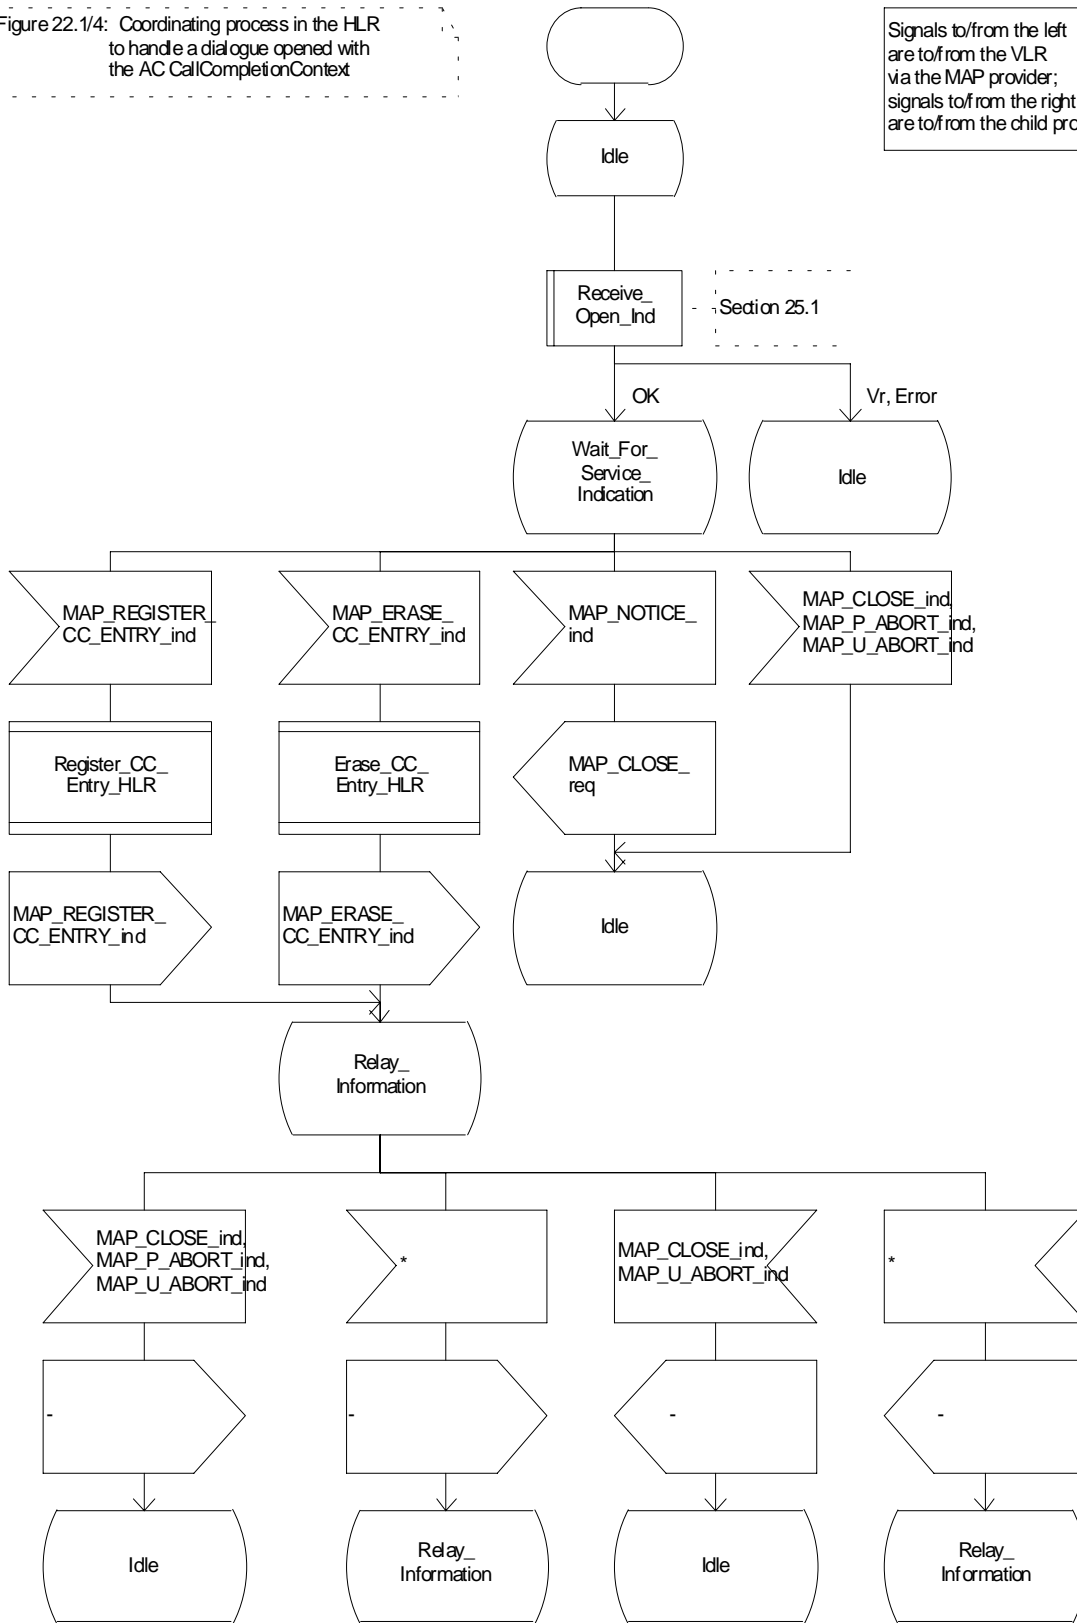 Figure 22.1/4: Coordinating process in the HLR
to handle a dialogue opened with
the AC CallCompletionContext
Signals to/from the left
are to/from the VLR
via the MAP provider;
signals to/from the right
are to/from the child
Idle
Receive_
Open_Ind
Section 25.1
OK
Vr, Error
Wait_For_
Service_
Indication
Idle
MAP_REGISTER_
CC_ENTRY_ind
MAP_ERASE_
CC_ENTRY_ind
MAP_NOTICE_
ind
MAP_CLOSE_ind,
MAP_P_ABORT_ind,
MAP_U_ABORT_ind
Register_CC_
Entry_HLR
Erase_CC_
Entry_HLR
MAP_CLOSE_
req
MAP_REGISTER_
CC_ENTRY_ind
MAP_ERASE_
CC_ENTRY_ind
Idle
Relay_
Information
MAP_CLOSE_ind,
MAP_P_ABORT_ind,
MAP_U_ABORT_ind
*
MAP_CLOSE_ind,
MAP_U_ABORT_ind
*
-
-
-
-
Idle
Relay_
Information
Idle
Relay_
Information